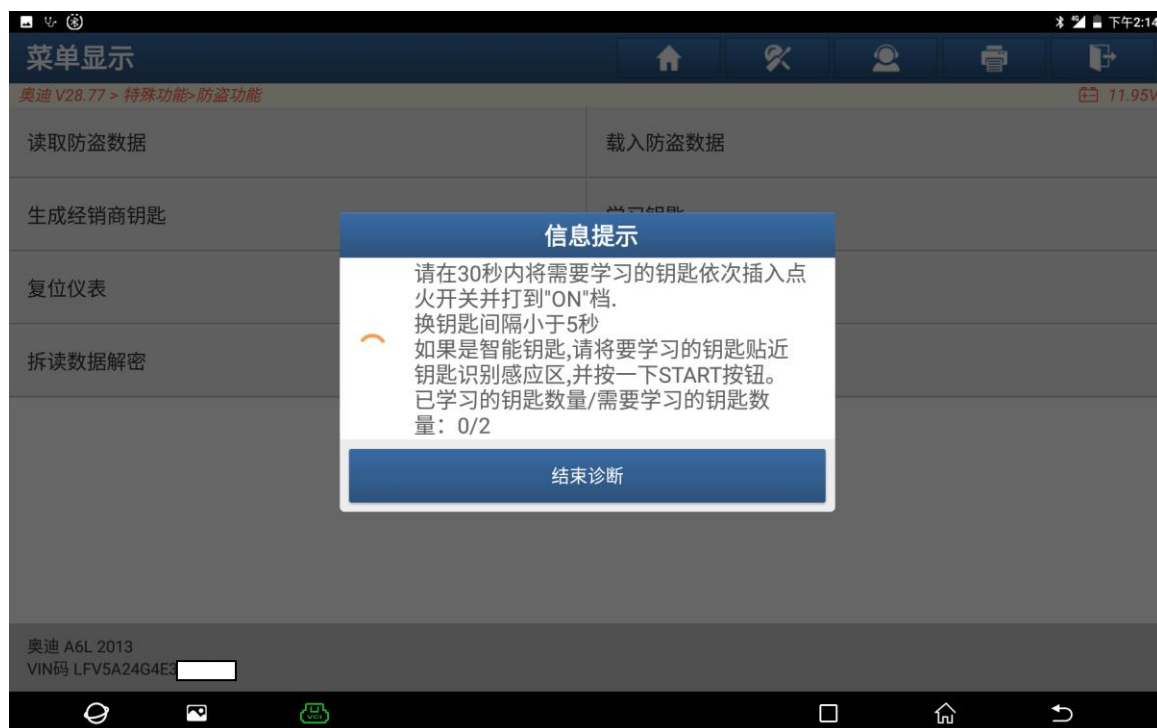 下午2:14
菜单显示
奥迪 V28.77 > 特殊功能>防盗功能
11.95V
读取防盗数据
载入防盗数据
生成经销商钥匙
学习钥匙
复位仪表
拆读数据解密
信息提示
请在30秒内将需要学习的钥匙依次插入点
火开关并打到"ON"档.
换钥匙间隔小于5秒
如果是智能钥匙,请将要学习的钥匙贴近
钥匙识别感应区,并按一下START按钮。
已学习的钥匙数量/需要学习的钥匙数
量：0/2
结束诊断
奥迪 A6L 2013
VIN码 LFV5A24G4E3
VCI